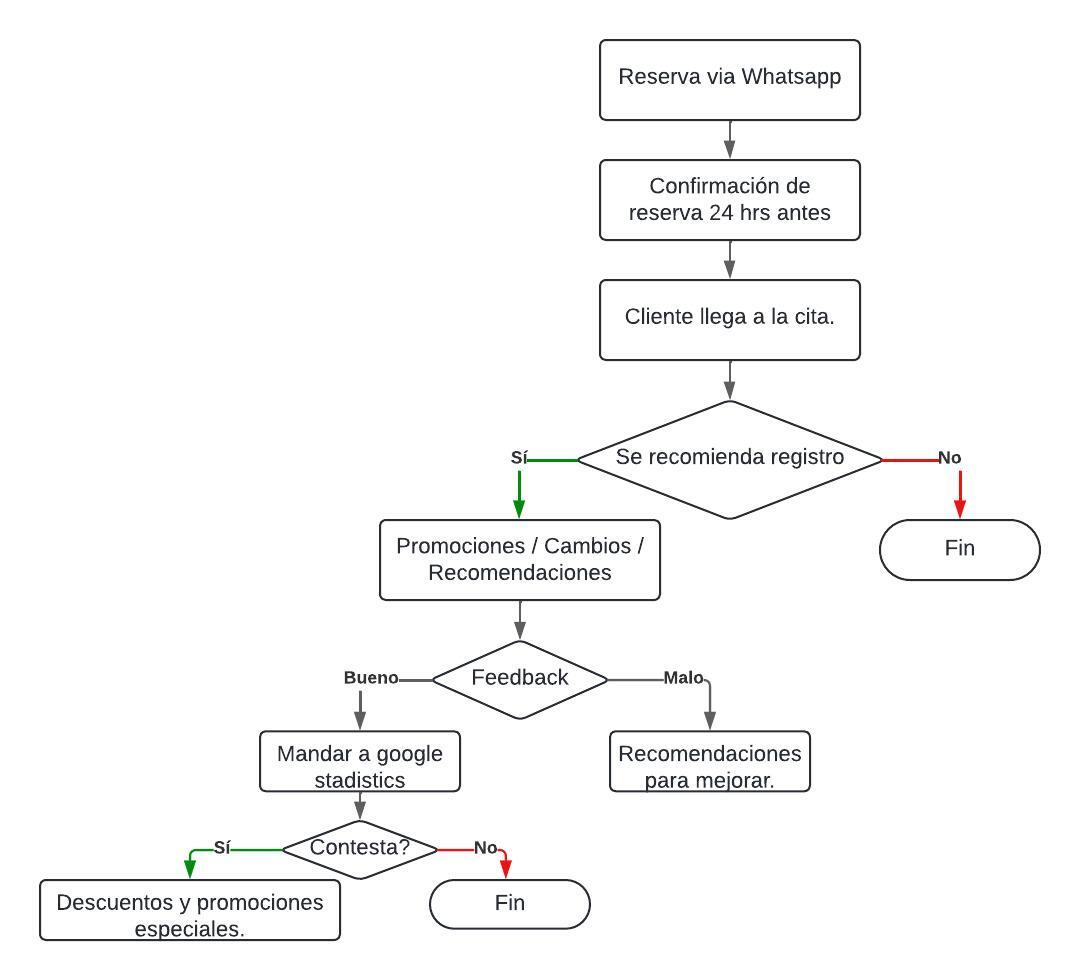 Reserva via Whatsapp
Confirmación de
reserva 24 hrs antes
Cliente llega a la cita.
Se recomienda registro
Sí
No
Promociones / Cambios /
Recomendaciones
Fin
Feedback
Bueno
Malo
Mandar a google
stadistics
Recomendaciones
para mejorar.
Contesta?
Sí
No
Descuentos y promociones
especiales.
Fin